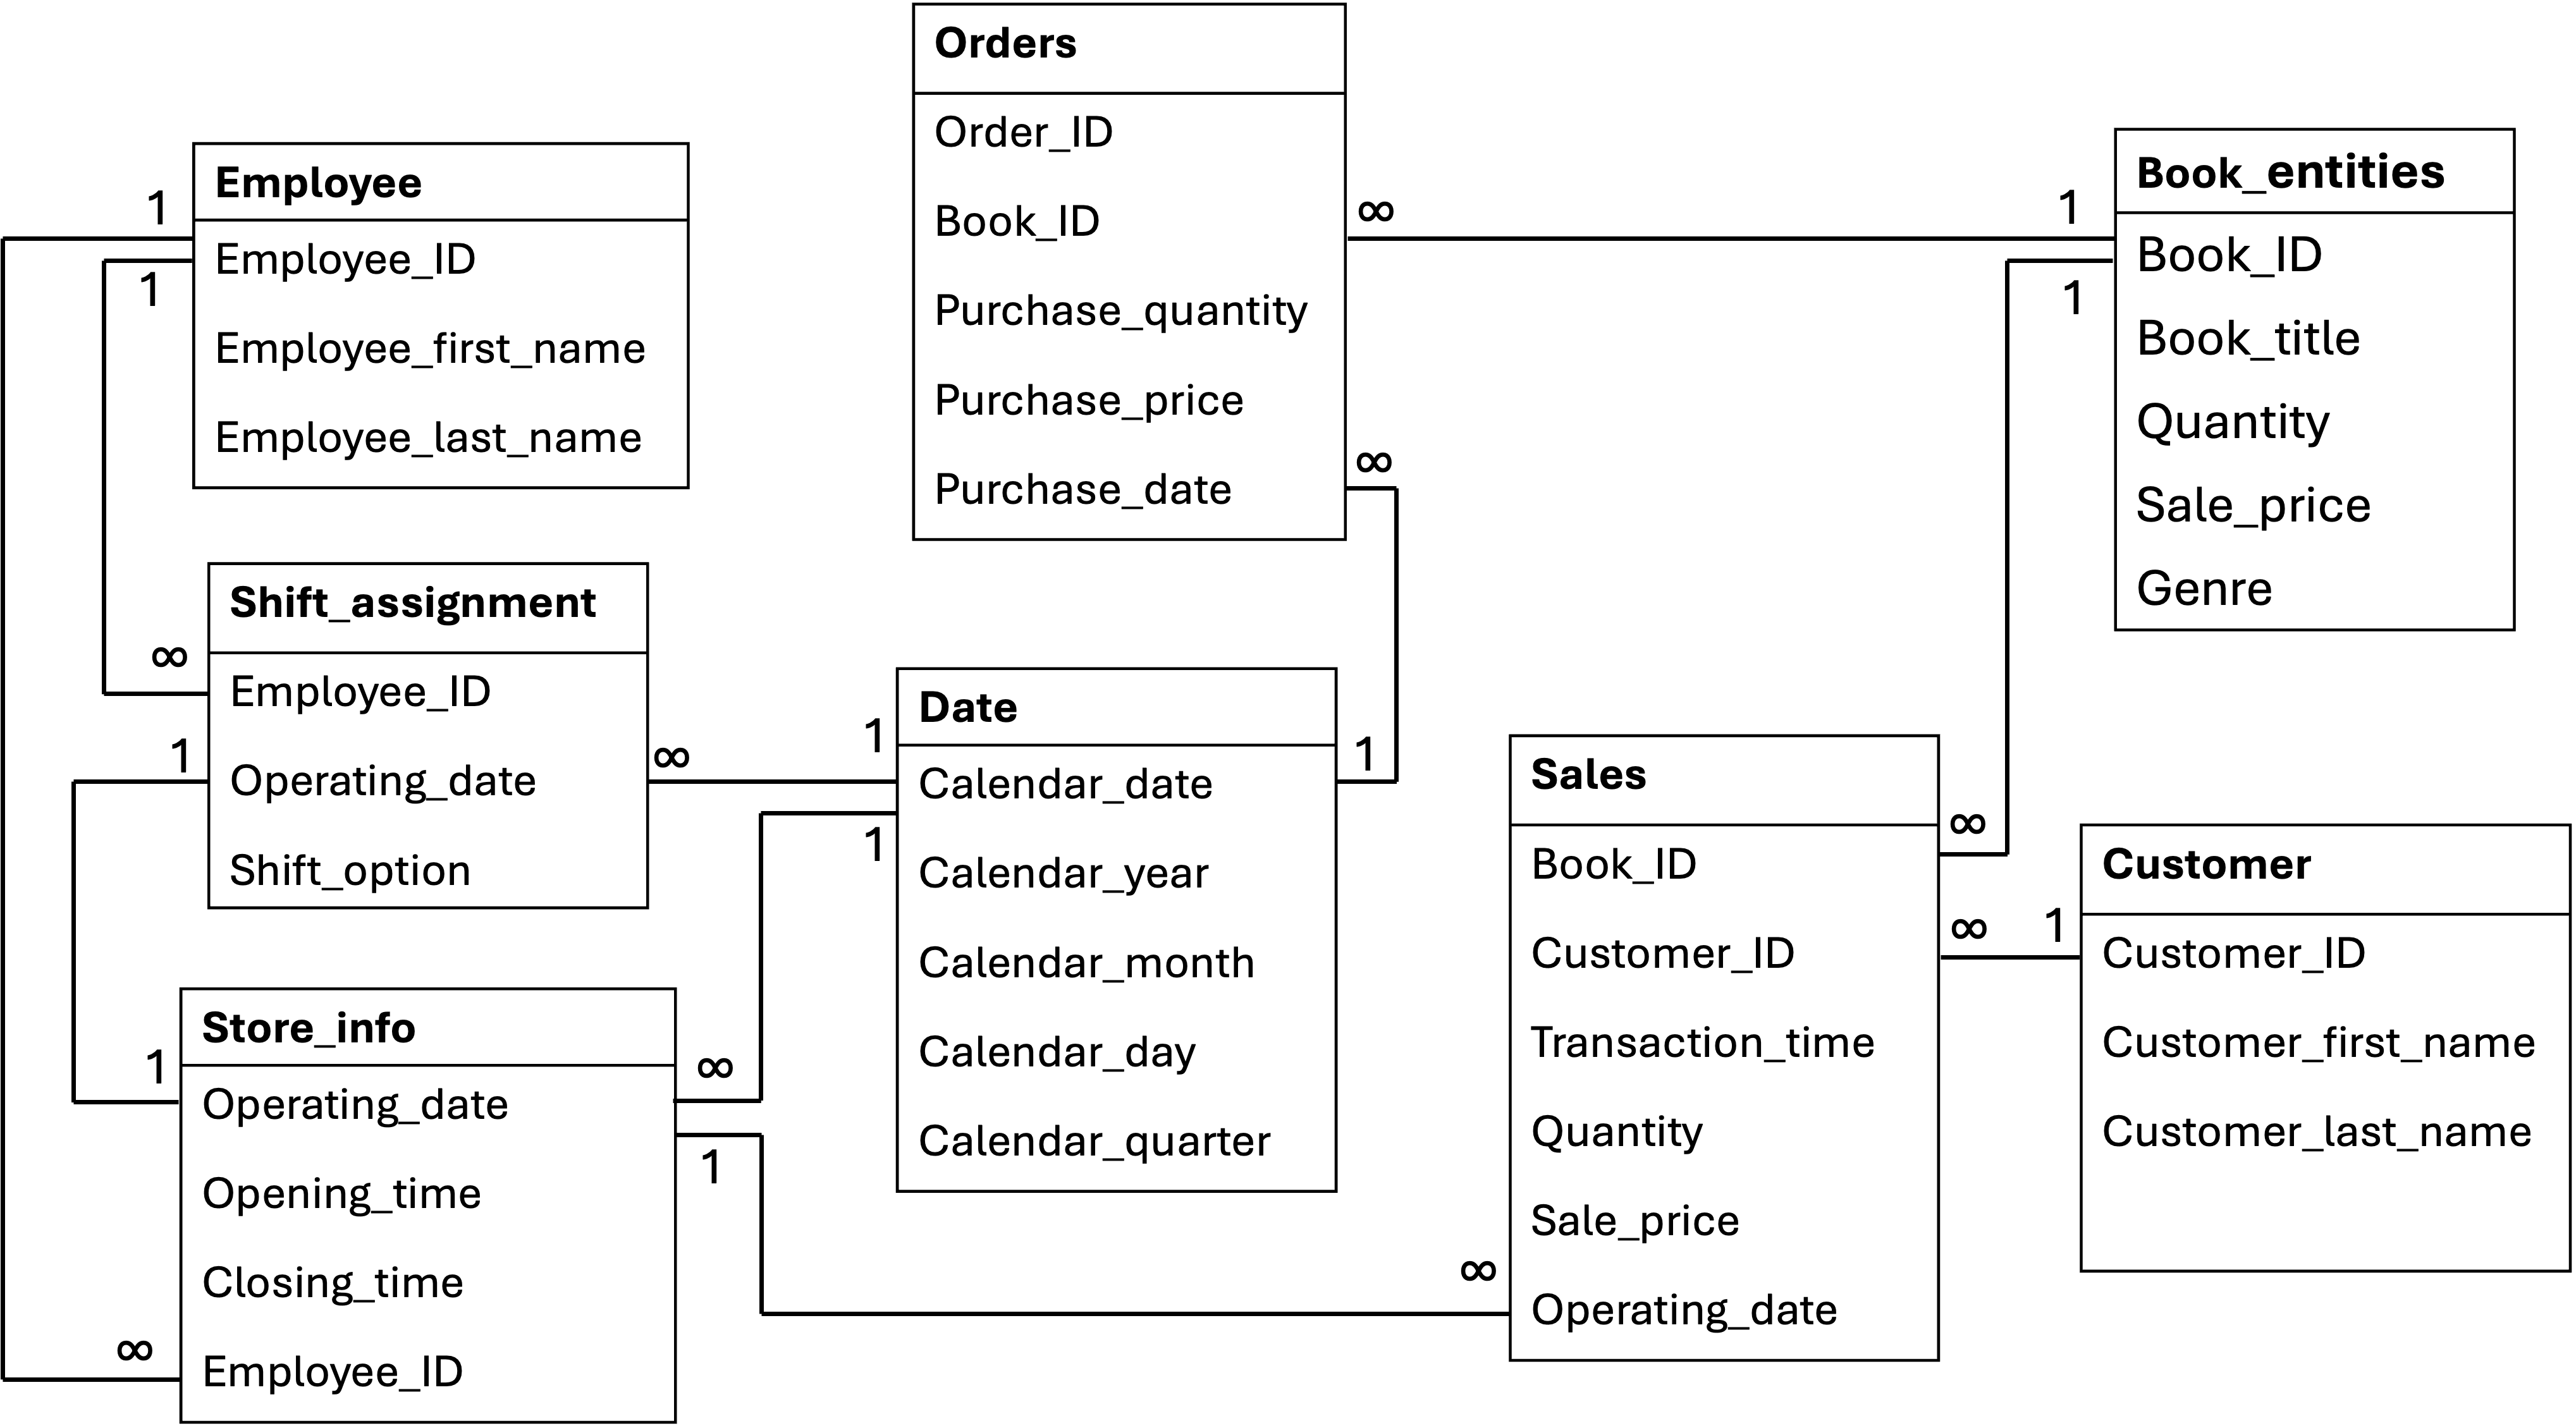 Orders
Order_ID
Book_ID
Purchase_quantity
Purchase_price
Purchase_date
∞
∞
Employee
Employee_ID
Employee_first_name
Employee_last_name
1
1
Book_entities
Book_ID
Book_title
Quantity
Sale_price
Genre
1
1
Shift_assignment
Employee_ID
Operating_date
Shift_option
∞
1
∞
Date
Calendar_date
Calendar_year
Calendar_month
Calendar_day
Calendar_quarter
1
1
1
Sales
Book_ID
Customer_ID
Transaction_time
Quantity
Sale_price
Operating_date
∞
∞
∞
Customer
Customer_ID
Customer_first_name
Customer_last_name
1
Store_info
Operating_date
Opening_time
Closing_time
Employee_ID
1
∞
1
∞